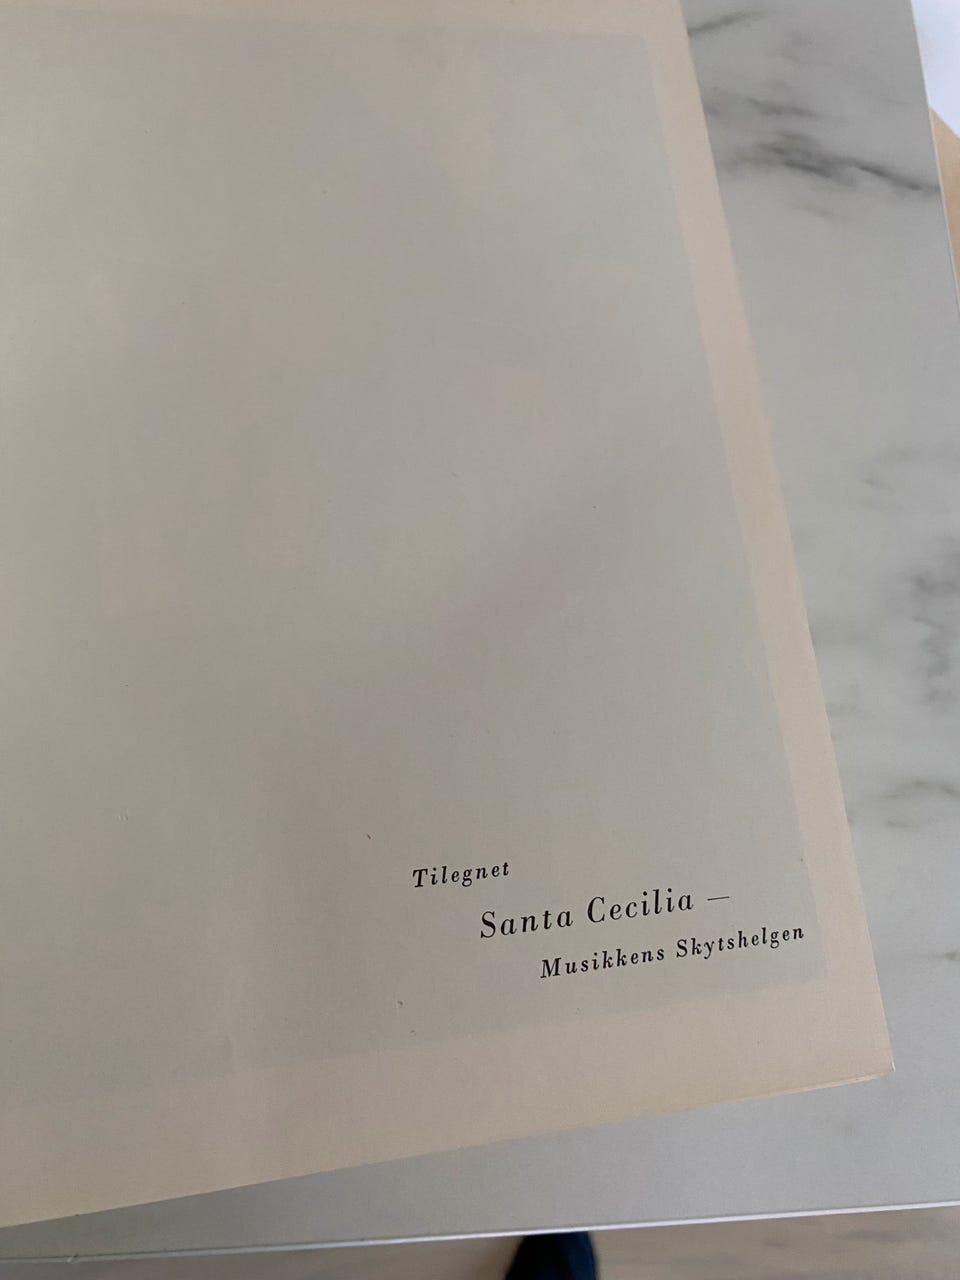 Tilegnet
Santa Cecilia —
Musikkens Skytshelgen